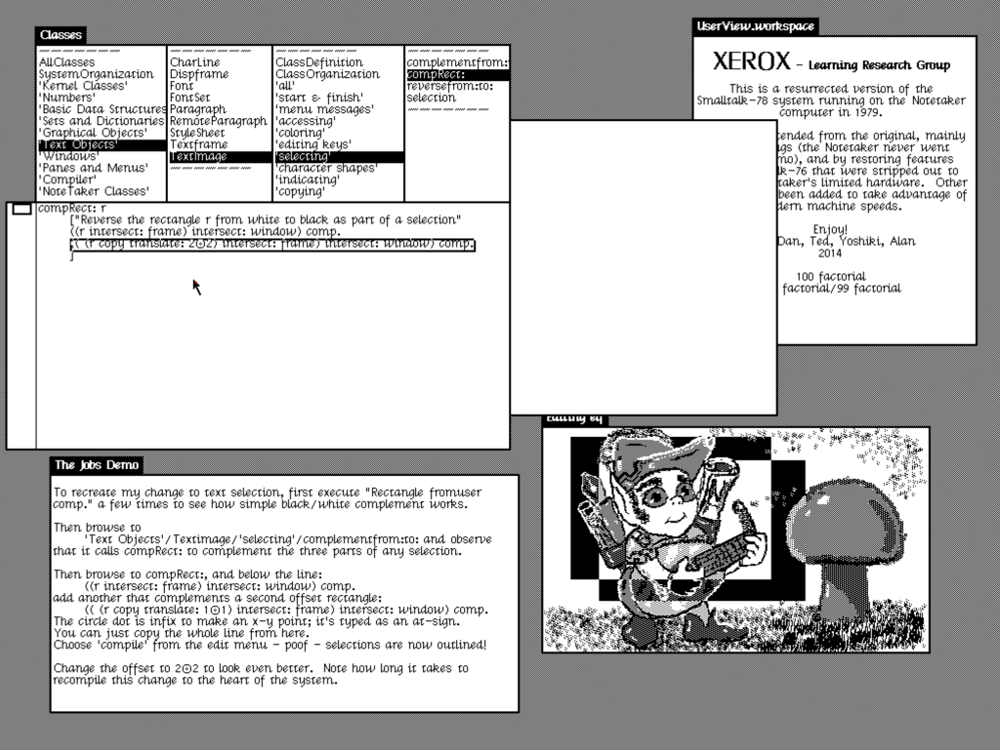 Classes
AllClasses
SystemOrganization
'Kernel Classes'
'Numbers'
'Basic Data Structures
'Sets and Dictionaries
'Graphical Objects'
'Text Objects'
'Windows'
'Panes and Menus'
'Compiler'
'NoteTaker Classes'
CharLine
Dispframe
Font
FontSet
Paragraph
RemoteParagraph
StyleSheet
Textframe
TextImage
ClassDefinition
ClassOrganization
'all'
'start & finish'
'menu messages'
'accessing'
'coloring'
'editing keys'
'selecting'
'character shapes'
'indicating'
'copying'
complementfrom:
compRect:
reversefrom:to:
selection
compRect: r
["Reverse the rectangle r from white to black as part of a selection"
((r intersect: frame) intersect: window) comp.
(( (r copy translate: 2⊙2) intersect: frame) intersect: window) comp.
]
UserView.workspace
XEROX – Learning Research Group
This is a resurrected version of the
Smalltalk-78 system running on the Notetaker
computer in 1979.
tended from the original, mainly
gs (the Notetaker never went
mo), and by restoring features
lk-76 that were stripped out to
taker's limited hardware. Other
been added to take advantage of
dern machine speeds.
Enjoy!
Dan, Ted, Yoshiki, Alan
2014
100 factorial
factorial/99 factorial
The Jobs Demo
To recreate my change to text selection, first execute "Rectangle fromuser
comp." a few times to see how simple black/white complement works.
Then browse to
'Text Objects'/Textimage/'selecting'/complementfrom:to: and observe
that it calls compRect: to complement the three parts of any selection.
Then browse to compRect:, and below the line:
((r intersect: frame) intersect: window) comp.
add another that complements a second offset rectangle:
(( (r copy translate: 1⊙1) intersect: frame) intersect: window) comp.
The circle dot is infix to make an x-y point; it's typed as an at-sign.
You can just copy the whole line from here.
Choose 'compile' from the edit menu – poof – selections are now outlined!
Change the offset to 2⊙2 to look even better. Note how long it takes to
recompile this change to the heart of the system.